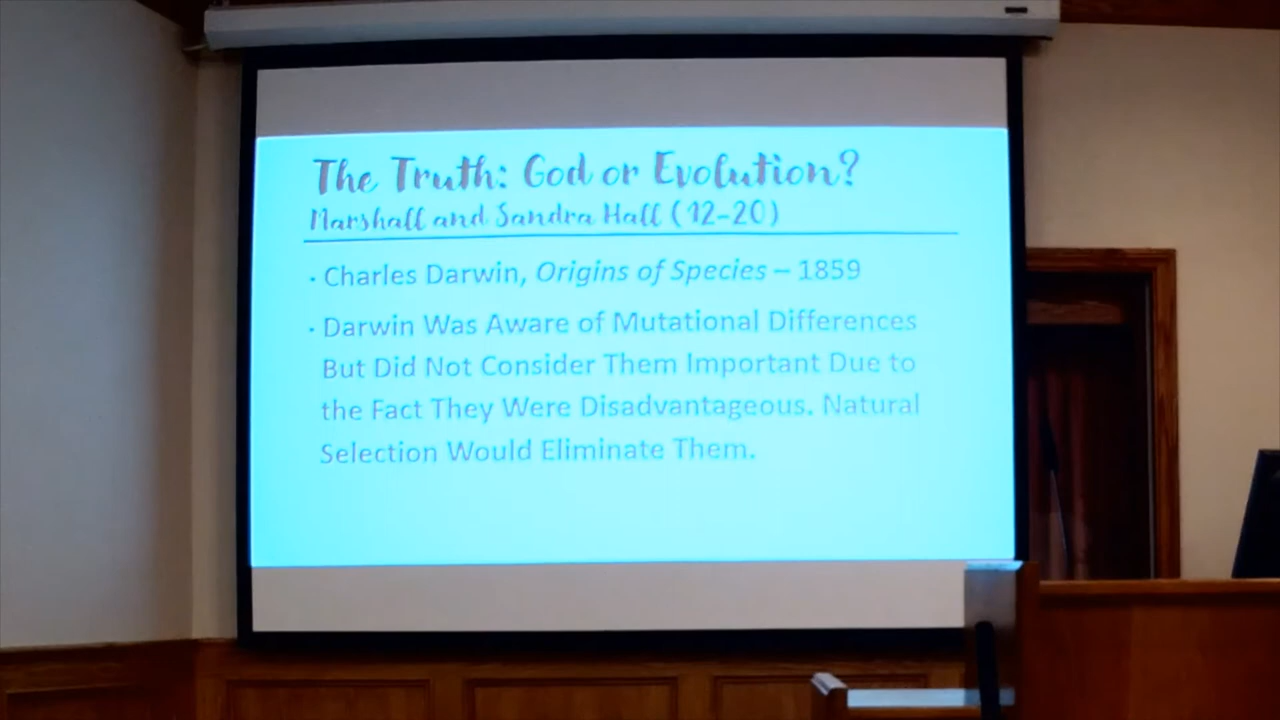 The Truth: God or Evolution?
Marshall and Sandra Hall (12-20)
· Charles Darwin, Origins of Species – 1859
· Darwin Was Aware of Mutational Differences
But Did Not Consider Them Important Due to
the Fact They Were Disadvantageous. Natural
Selection Would Eliminate Them.